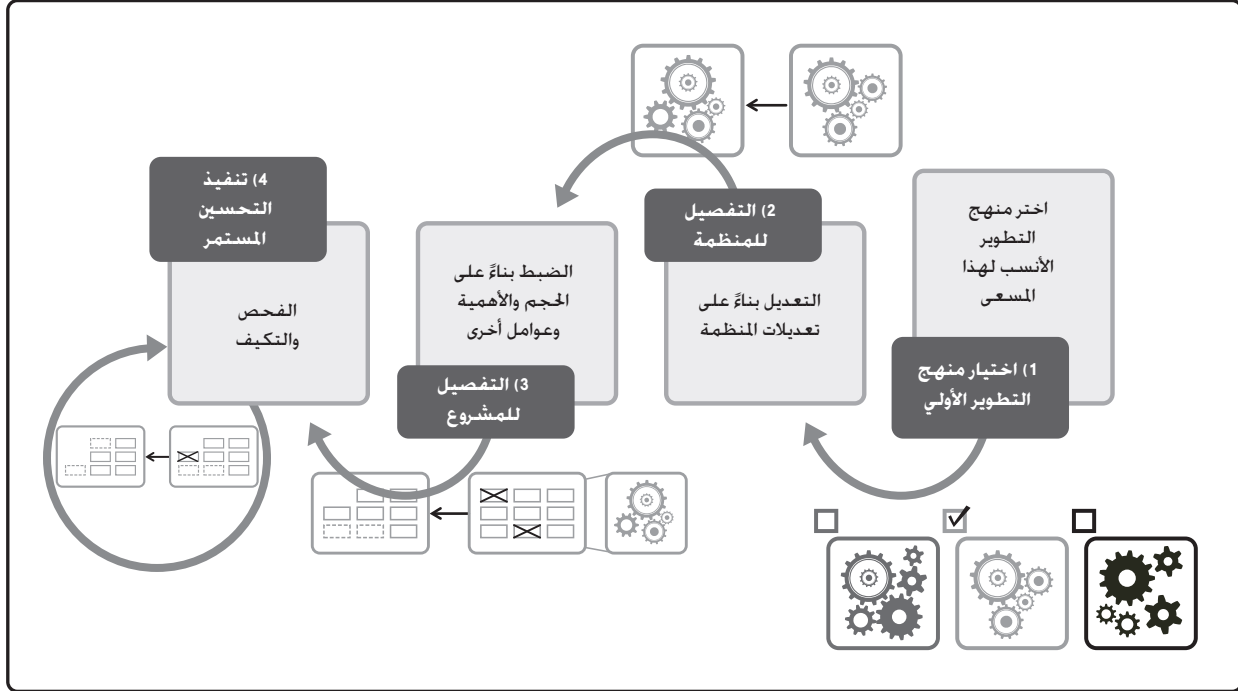 اختر منهج
التطوير
الأنسب لهذا
المسعى
1) اختيار منهج
التطوير الأولي
2) التفصيل
للمنظمة
التعديل بناءً على
تعديلات المنظمة
الضبط بناءً على
الحجم والأهمية
وعوامل أخرى
3) التفصيل
للمشروع
4) تنفيذ
التحسين
المستمر
الفحص
والتكيف